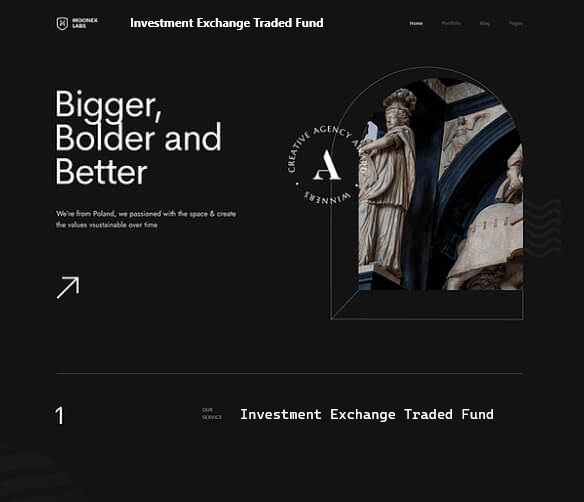 MOONEX
LABS
Investment Exchange Traded Fund
Home
Portfolio
Blog
Pages
Bigger,
Bolder and
Better
CREATIVE AGENCY AWARD • WINNERS •
A
We're from Poland, we passioned with the space & create
the values vsustainable over time
1
OUR
SERVICE
Investment Exchange Traded Fund